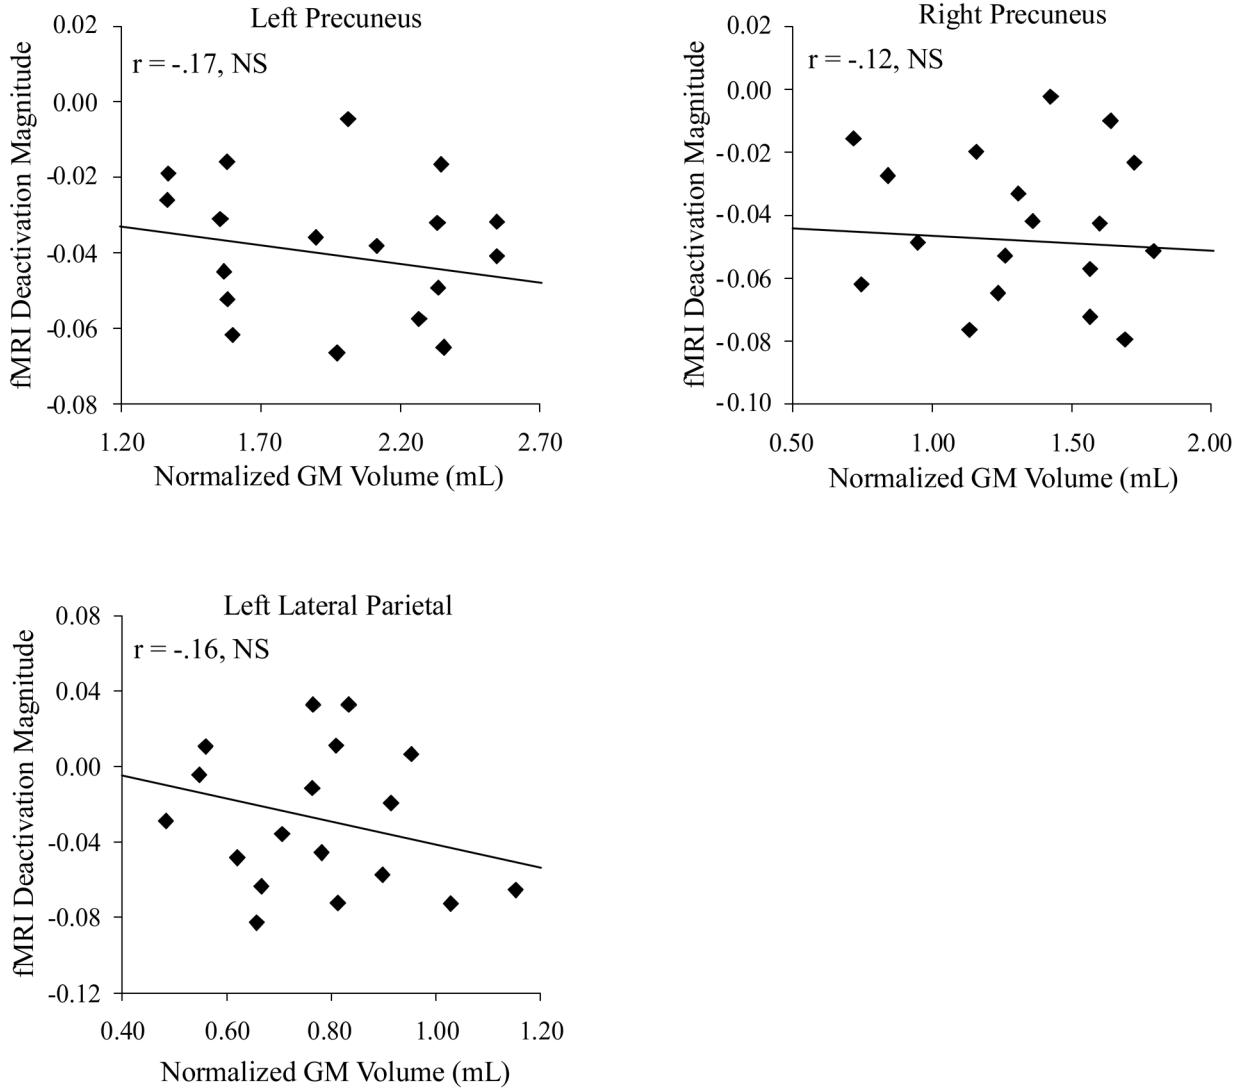 Left Precuneus
r = -.17, NS
fMRI Deactivation Magnitude
0.02
0.00
-0.02
-0.04
-0.06
-0.08
1.20 1.70 2.20 2.70
Normalized GM Volume (mL)
Right Precuneus
r = -.12, NS
fMRI Deactivation Magnitude
0.02
0.00
-0.02
-0.04
-0.06
-0.08
-0.10
0.50 1.00 1.50 2.00
Normalized GM Volume (mL)
Left Lateral Parietal
r = -.16, NS
fMRI Deactivation Magnitude
0.08
0.04
0.00
-0.04
-0.08
-0.12
0.40 0.60 0.80 1.00 1.20
Normalized GM Volume (mL)